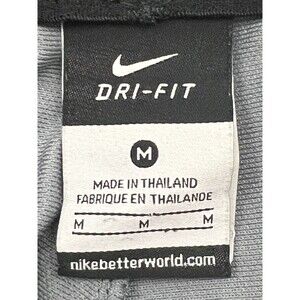 DRI-FIT
M
MADE IN THAILAND
FABRIQUE EN THAILANDE
M M M
nikebetterworld.com